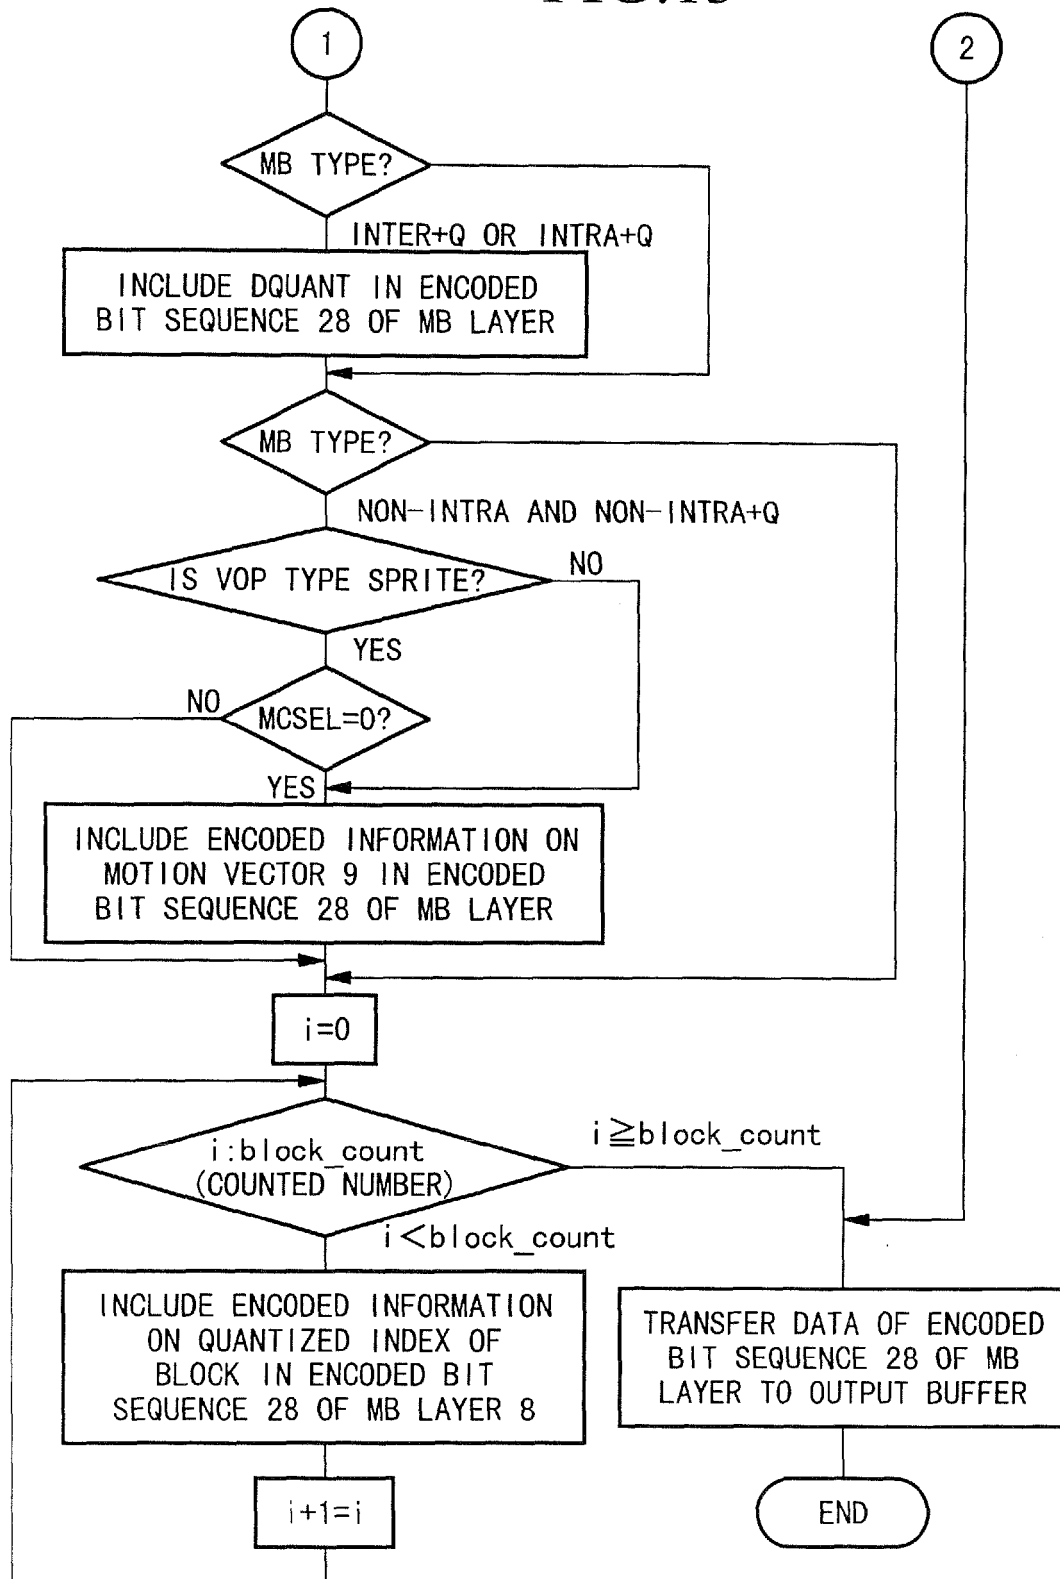 1
2
MB TYPE?
INTER+Q OR INTRA+Q
INCLUDE DQUANT IN ENCODED
BIT SEQUENCE 28 OF MB LAYER
MB TYPE?
NON-INTRA AND NON-INTRA+Q
IS VOP TYPE SPRITE?
NO
YES
NO
MCSEL=0?
YES
INCLUDE ENCODED INFORMATION ON
MOTION VECTOR 9 IN ENCODED
BIT SEQUENCE 28 OF MB LAYER
i=0
i:block_count
(COUNTED NUMBER)
i≧block_count
i<block_count
INCLUDE ENCODED INFORMATION
ON QUANTIZED INDEX OF
BLOCK IN ENCODED BIT
SEQUENCE 28 OF MB LAYER 8
TRANSFER DATA OF ENCODED
BIT SEQUENCE 28 OF MB
LAYER TO OUTPUT BUFFER
i+1=i
END